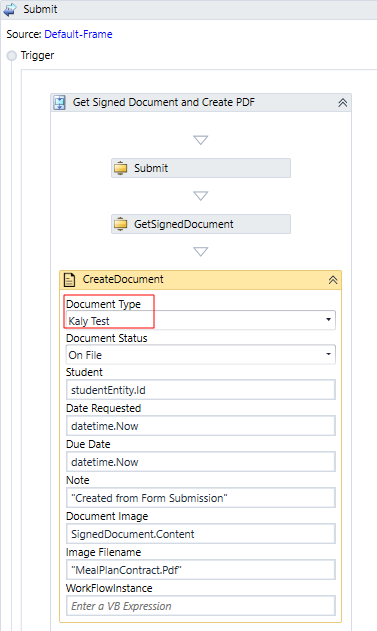 Submit
Source: Default-Frame
Trigger
Get Signed Document and Create PDF
Submit
GetSignedDocument
CreateDocument
Document Type
Kaly Test
Document Status
On File
Student
studentEntity.Id
Date Requested
datetime.Now
Due Date
datetime.Now
Note
"Created from Form Submission"
Document Image
SignedDocument.Content
Image Filename
"MealPlanContract.Pdf"
WorkFlowInstance
Enter a VB Expression